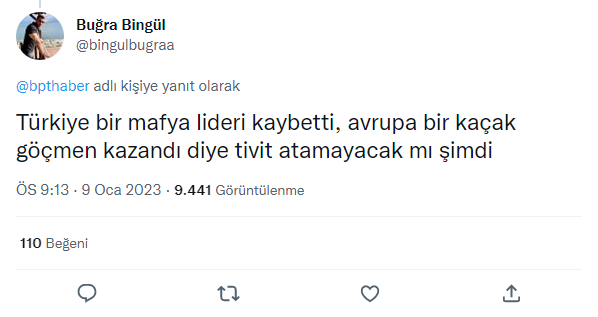 Buğra Bingül
@bingulbugraa
@bpthaber adlı kişiye yanıt olarak
Türkiye bir mafya lideri kaybetti, avrupa bir kaçak
göçmen kazandı diye tivit atamayacak mı şimdi
ÖS 9:13 · 9 Oca 2023 · 9.441 Görüntülenme
110 Beğeni